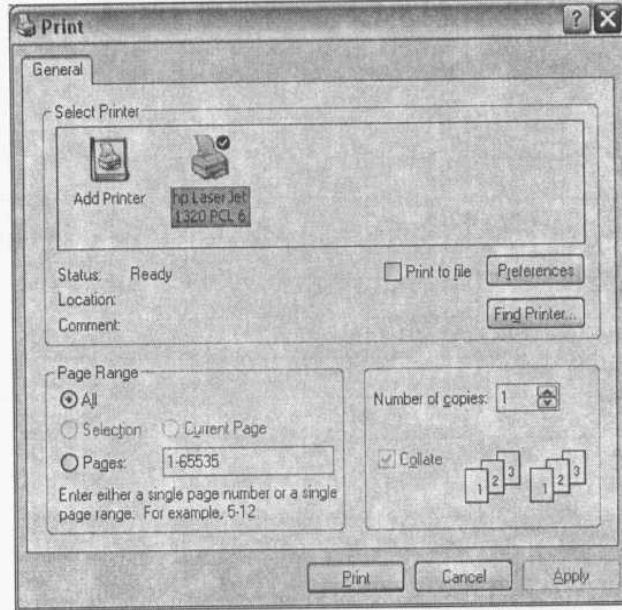 Print
General
Select Printer
Add Printer
hp LaserJet
1320 PCL 6
Status: Ready
Print to file
Preferences
Location:
Find Printer...
Comment:
Page Range
All
Selection
Current Page
Pages:
1-65535
Enter either a single page number or a single
page range. For example, 5-12
Number of copies: 1
Collate
1 2 3 1 2 3
Print
Cancel
Apply